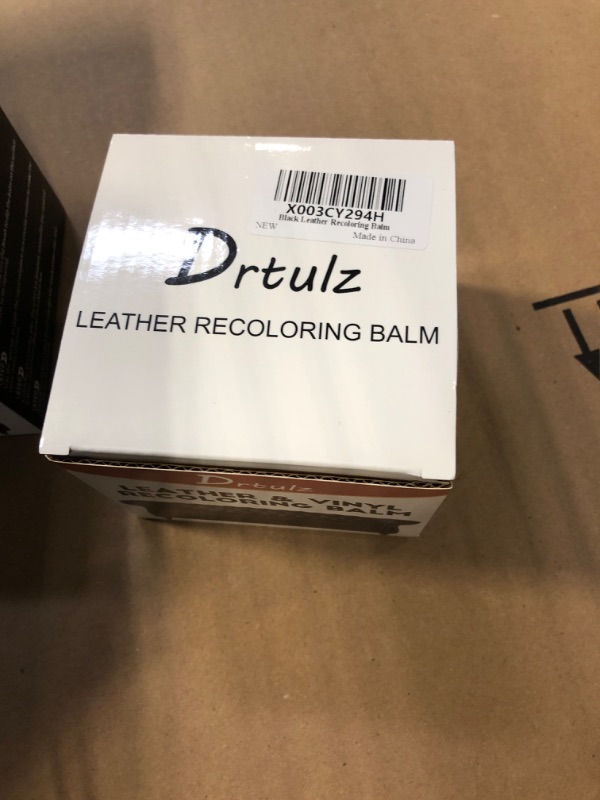 X003CY294H
Black Leather Recoloring Balm
NEW
Made in China
Drtulz
LEATHER RECOLORING BALM
Drtulz
LEATHER & VINYL
RECOLORING BALM